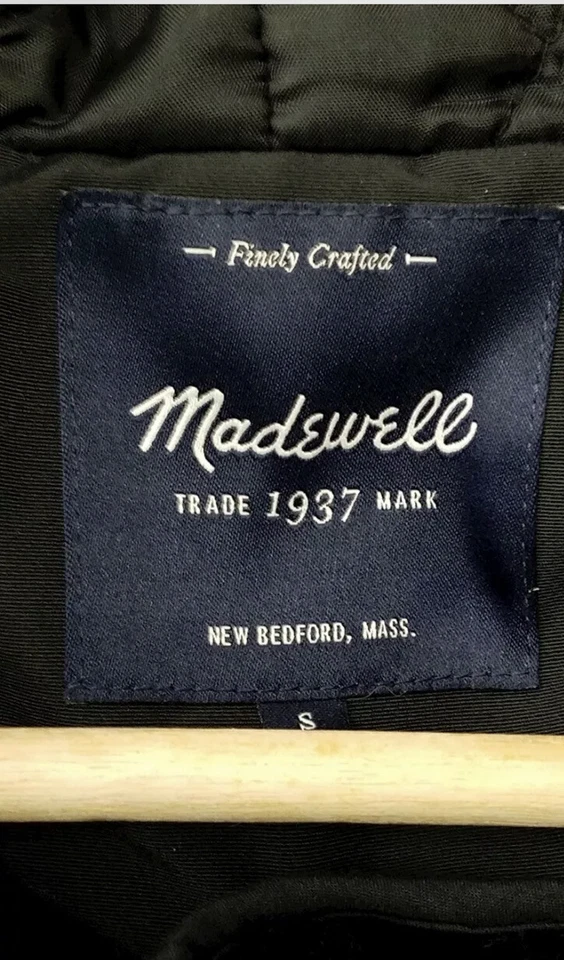 Finely Crafted
Madewell
TRADE 1937 MARK
NEW BEDFORD, MASS.
S